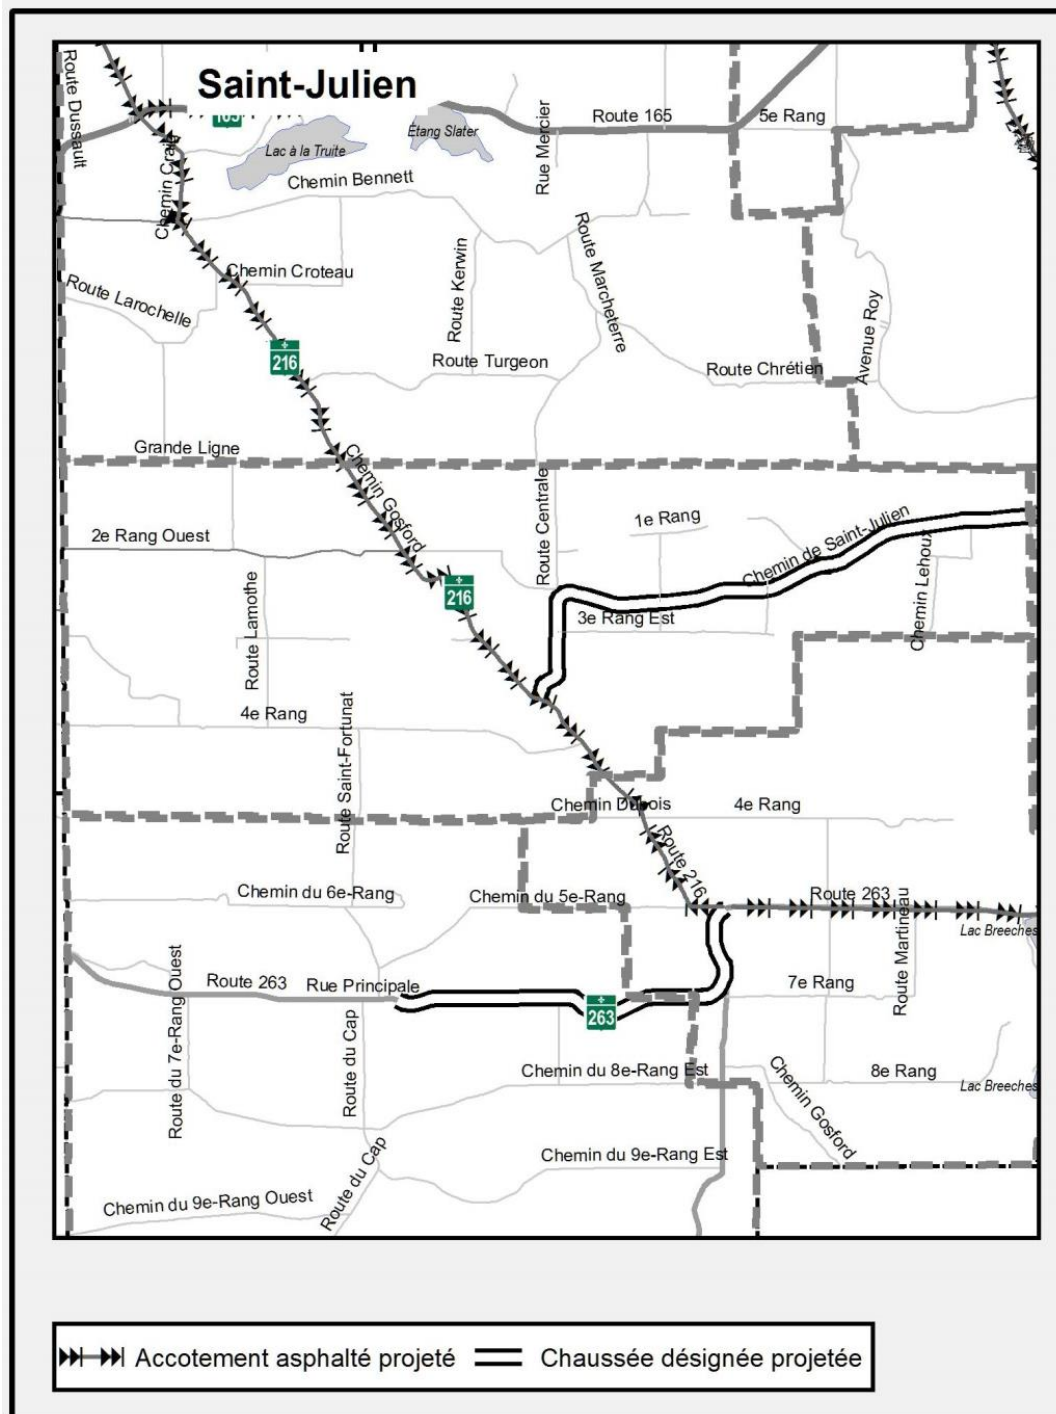 Saint-Julien
Route Dussault
165
Étang Slater
Lac à la Truite
Rue Mercier
Route 165
5e Rang
Chemin Craig
Chemin Bennett
Chemin Croteau
Route Larochelle
Route Kerwin
Route Marcheterre
Avenue Roy
216
Route Turgeon
Route Chrétien
Grande Ligne
Chemin Gosford
Route Centrale
1e Rang
Chemin de Saint-Julien
2e Rang Ouest
216
Chemin Lehoux
Route Lamothe
3e Rang Est
4e Rang
Route Saint-Fortunat
Chemin Dubois
4e Rang
Route 216
Chemin du 6e-Rang
Chemin du 5e-Rang
Route 263
Route Martineau
Lac Breeches
Route du 7e-Rang Ouest
Route 263
Rue Principale
7e Rang
263
Route du Cap
Chemin du 8e-Rang Est
Chemin Gosford
8e Rang
Lac Breeches
Chemin du 9e-Rang Est
Route du Cap
Chemin du 9e-Rang Ouest
Accotement asphalté projeté
Chaussée désignée projetée